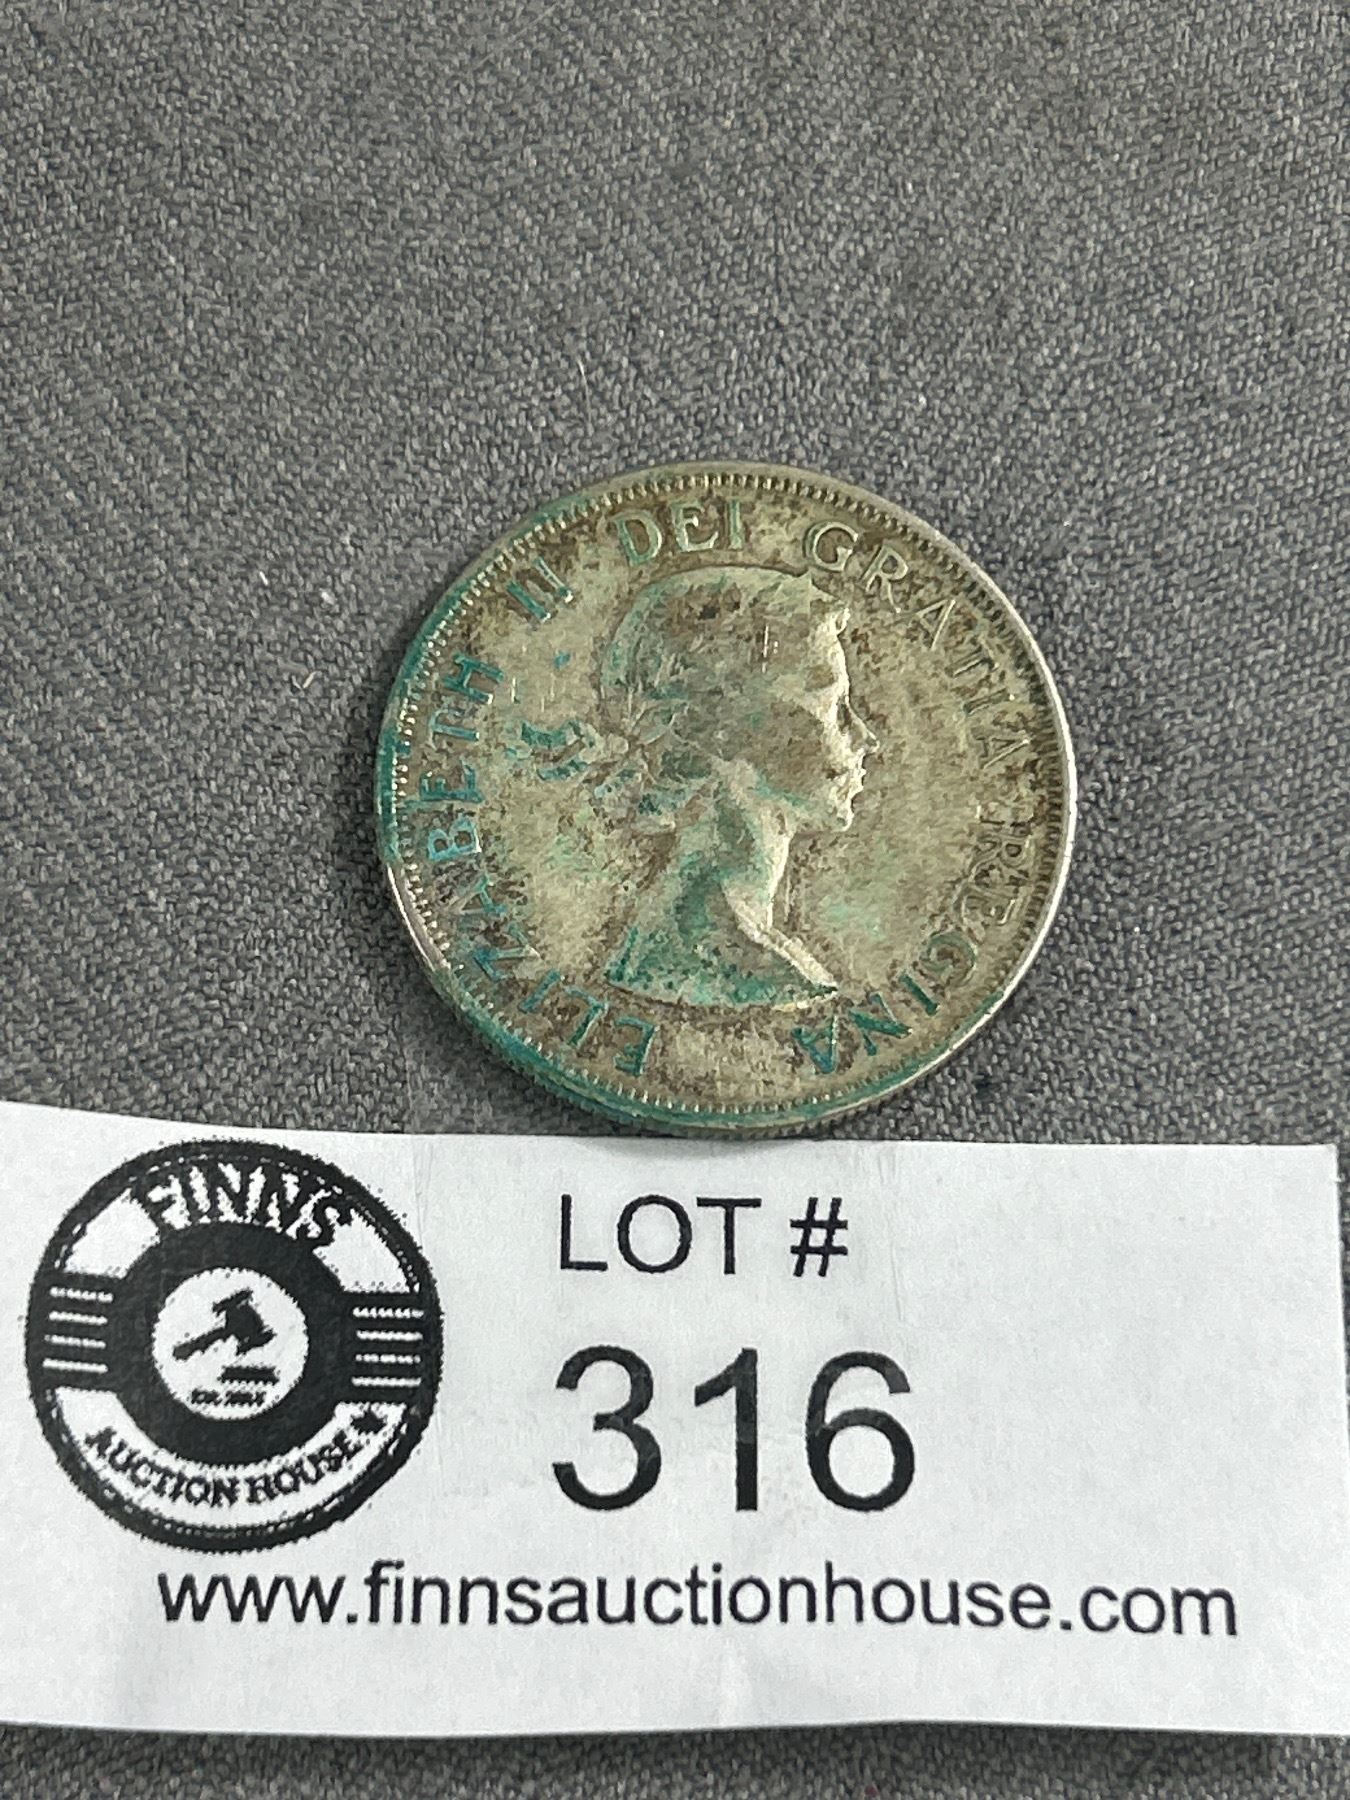 ELIZABETH II DEI GRATIA REGINA
FINNS
AUCTION HOUSE
LOT #
316
www.finnsauctionhouse.com